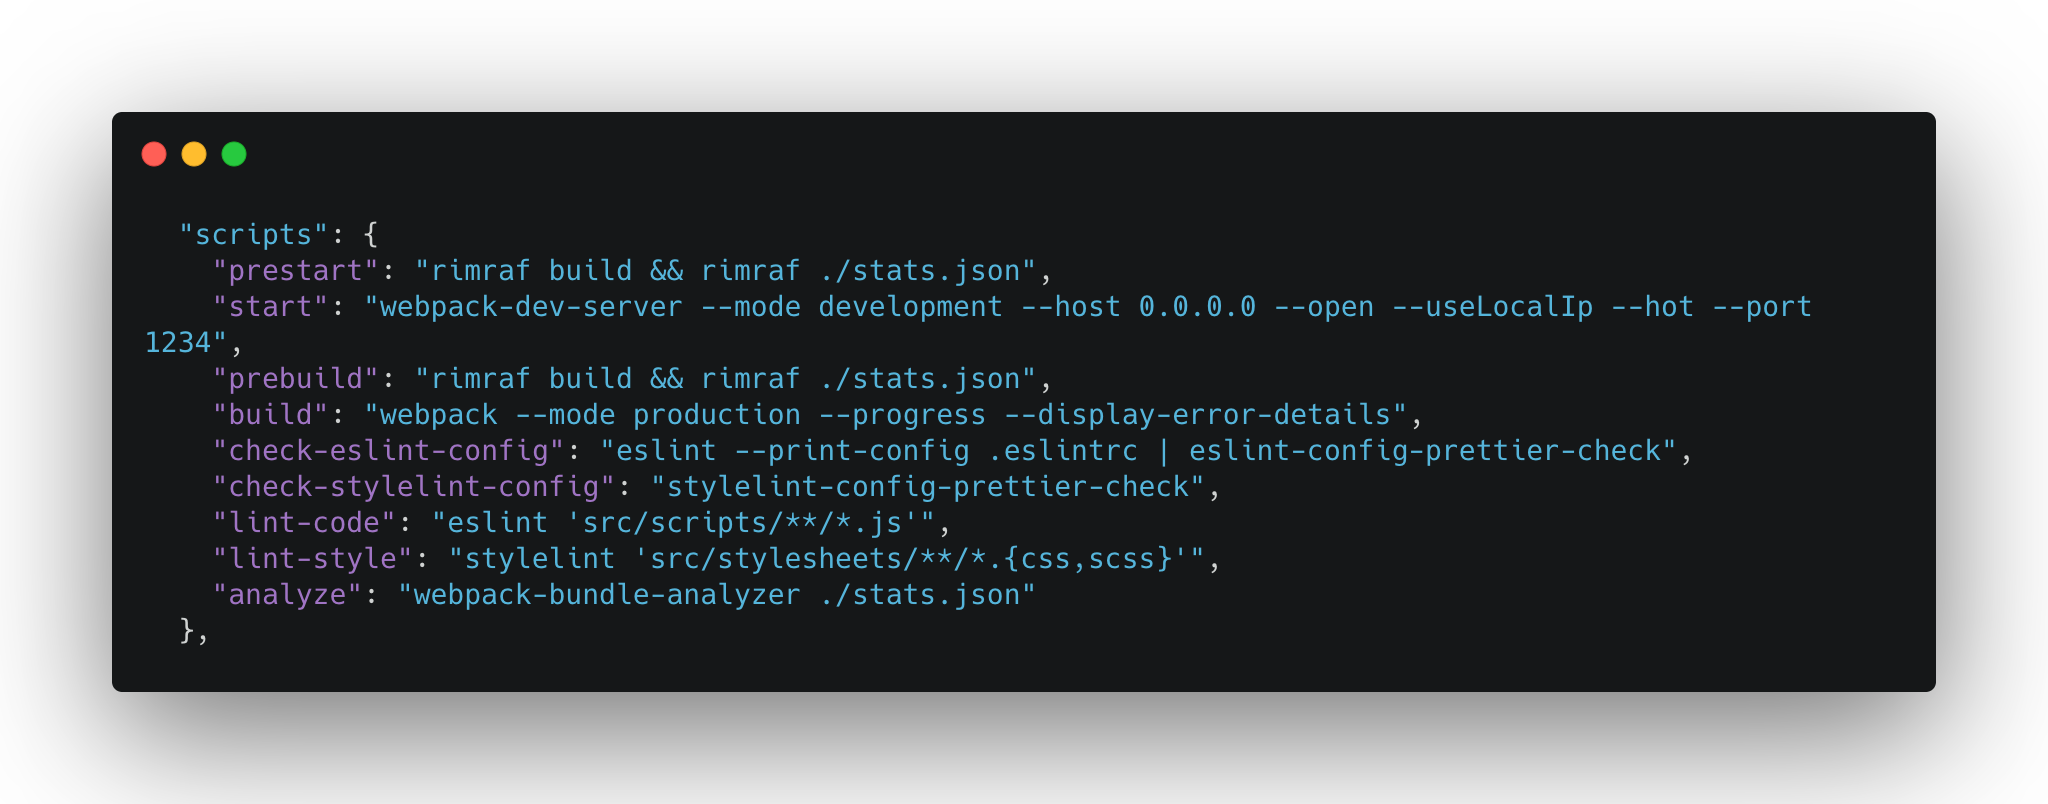 "scripts": {
"prestart": "rimraf build && rimraf ./stats.json",
"start": "webpack-dev-server --mode development --host 0.0.0.0 --open --useLocalIp --hot --port
1234",
"prebuild": "rimraf build && rimraf ./stats.json",
"build": "webpack --mode production --progress --display-error-details",
"check-eslint-config": "eslint --print-config .eslintrc | eslint-config-prettier-check",
"check-stylelint-config": "stylelint-config-prettier-check",
"lint-code": "eslint 'src/scripts/**/*.js'",
"lint-style": "stylelint 'src/stylesheets/**/*.{css,scss}'",
"analyze": "webpack-bundle-analyzer ./stats.json"
},